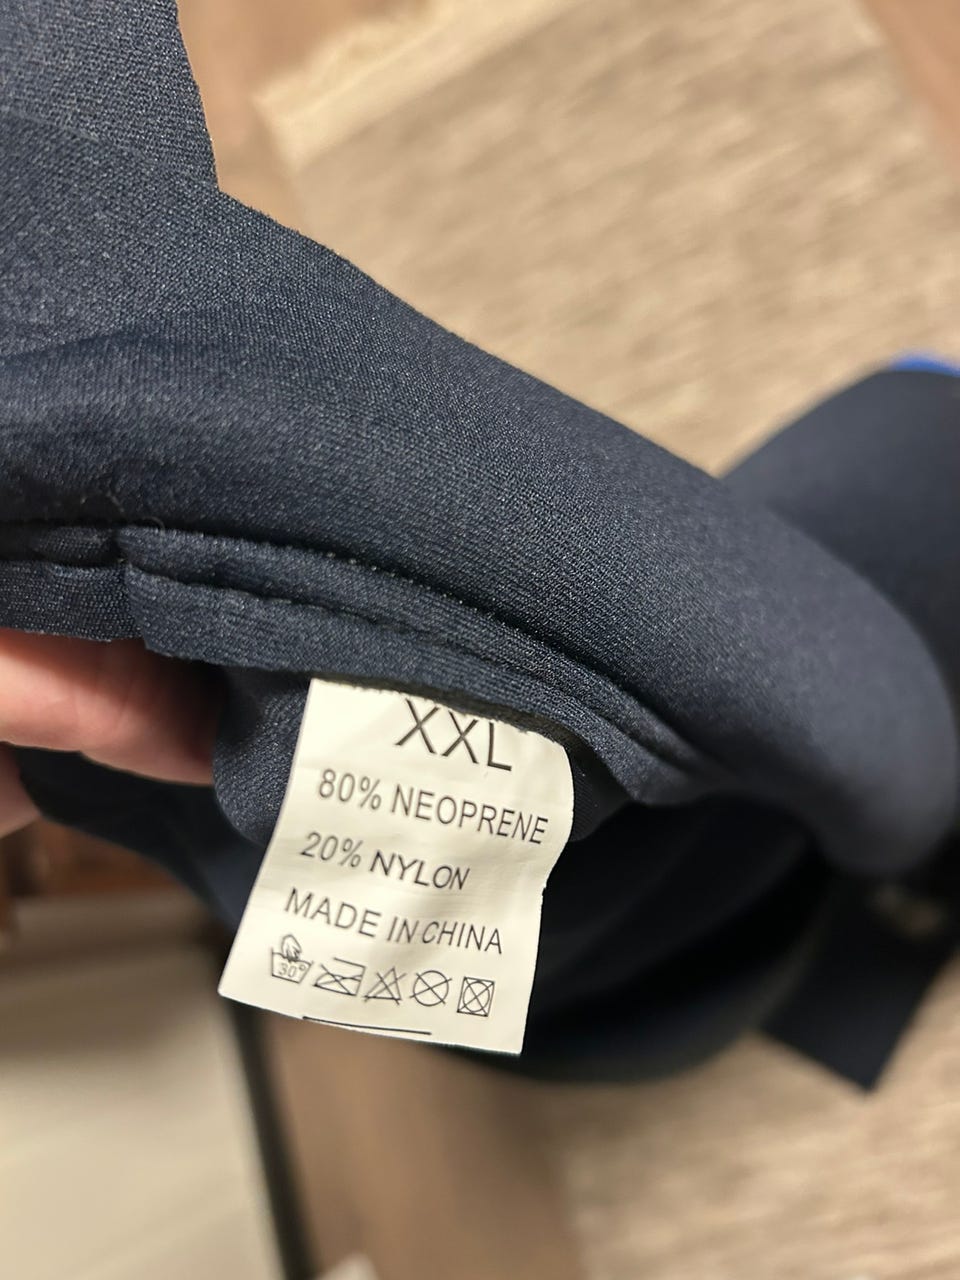 XXL
80% NEOPRENE
20% NYLON
MADE IN CHINA
30°